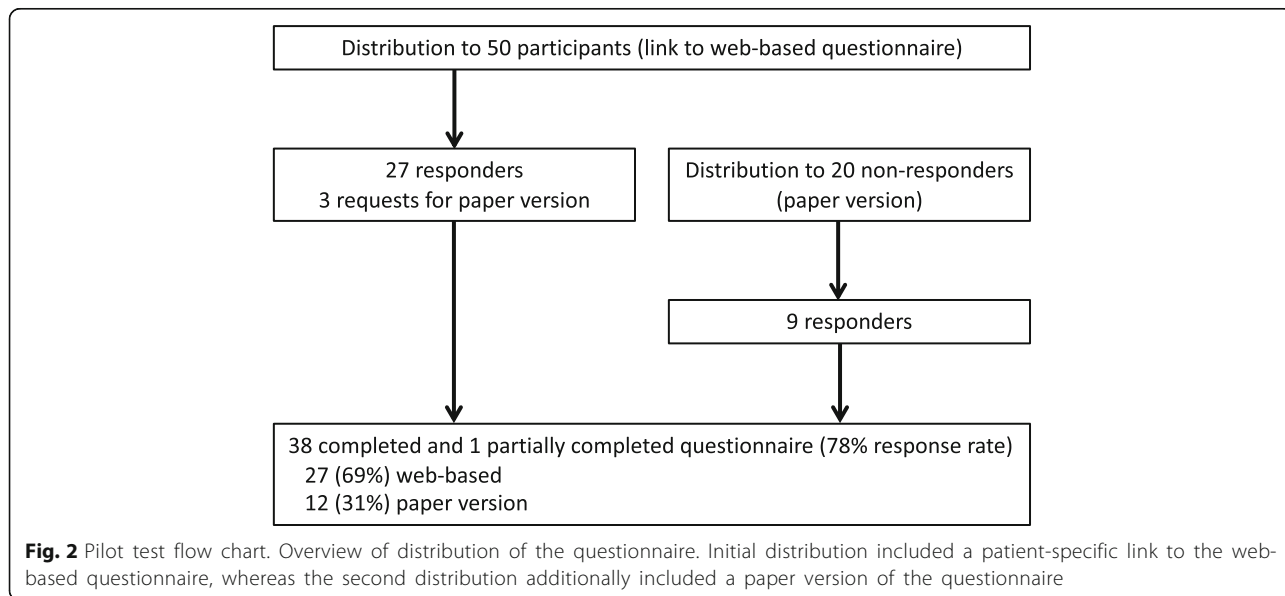 Distribution to 50 participants (link to web-based questionnaire)
27 responders
3 requests for paper version
Distribution to 20 non-responders
(paper version)
9 responders
38 completed and 1 partially completed questionnaire (78% response rate)
27 (69%) web-based
12 (31%) paper version
Fig. 2 Pilot test flow chart. Overview of distribution of the questionnaire. Initial distribution included a patient-specific link to the web-
based questionnaire, whereas the second distribution additionally included a paper version of the questionnaire